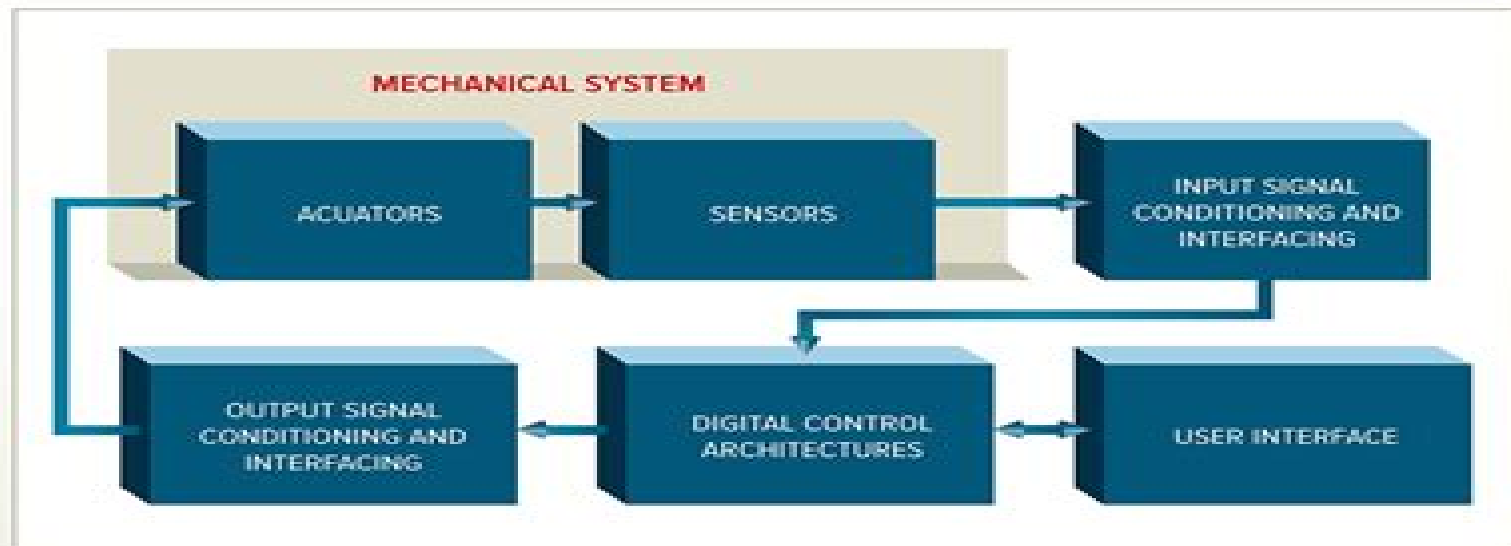 MECHANICAL SYSTEM
ACUATORS
SENSORS
INPUT SIGNAL
CONDITIONING AND
INTERFACING
OUTPUT SIGNAL
CONDITIONING AND
INTERFACING
DIGITAL CONTROL
ARCHITECTURES
USER INTERFACE